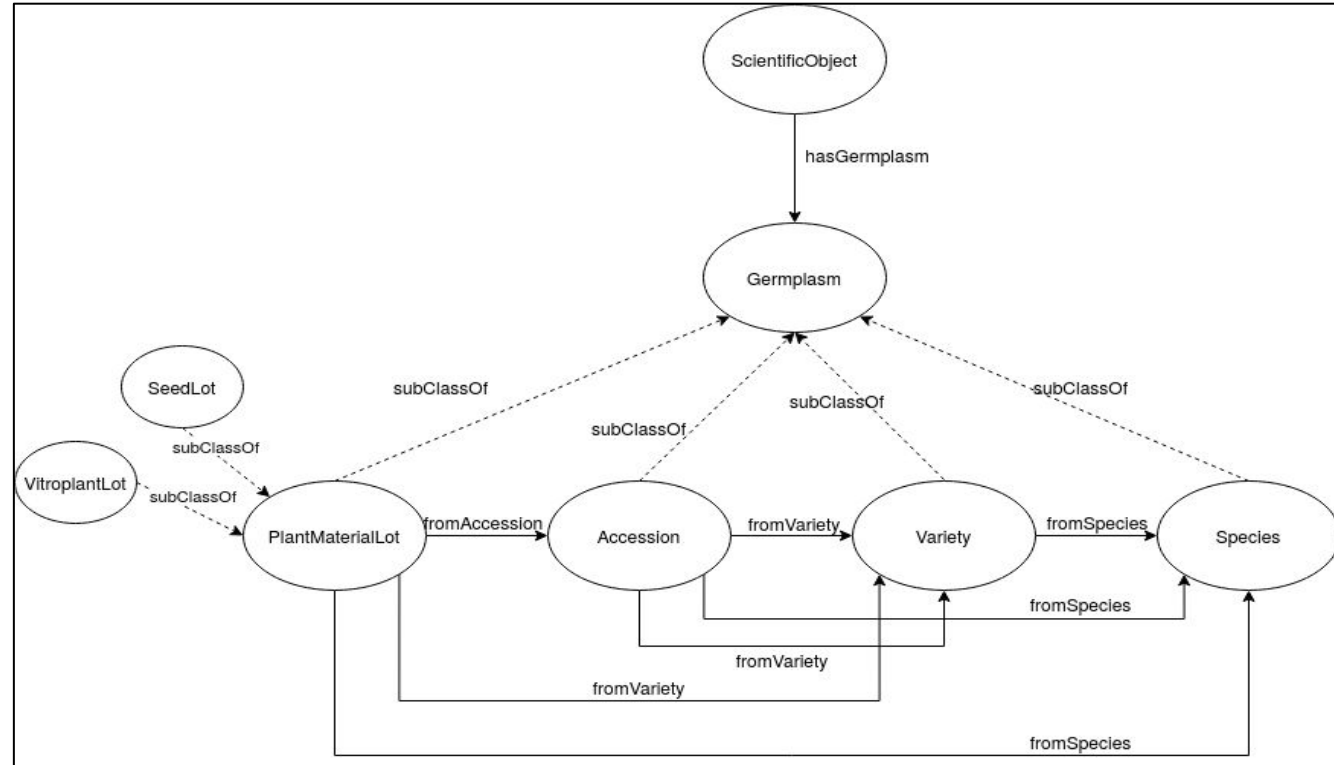 ScientificObject
hasGermplasm
Germplasm
SeedLot
subClassOf
subClassOf
subClassOf
subClassOf
subClassOf
VitroplantLot
subClassOf
PlantMaterialLot
fromAccession
Accession
fromVariety
Variety
fromSpecies
Species
fromSpecies
fromVariety
fromVariety
fromSpecies